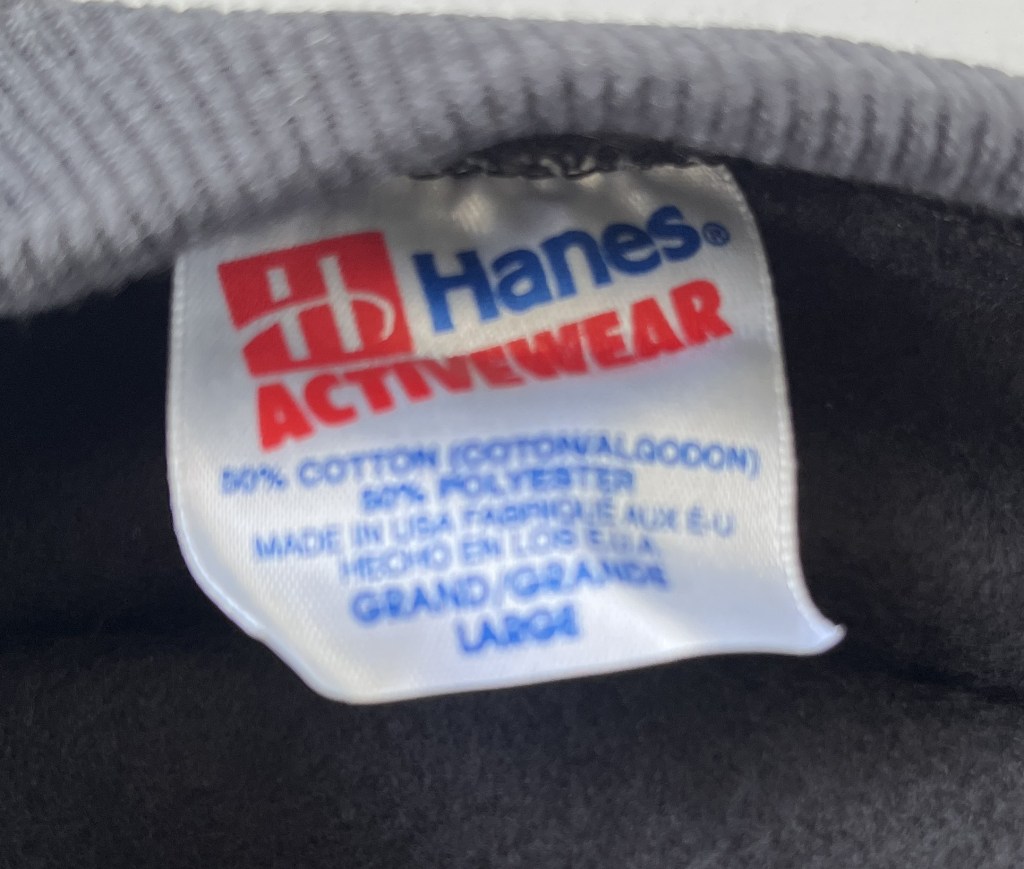 Hanes®
ACTIVEWEAR
50% COTTON (COTON/ALGODON)
50% POLYESTER
MADE IN USA FABRIQUÉ AUX É-U
HECHO EN LOS E.U.A.
GRAND/GRANDE
LARGE